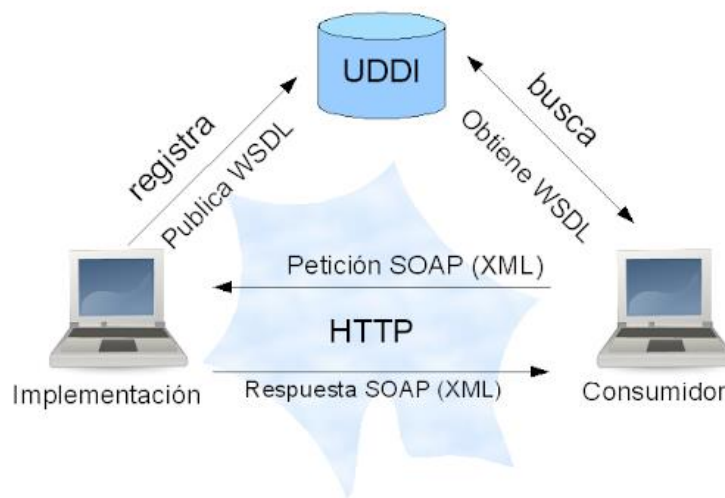 UDDI
registra
Publica WSDL
busca
Obtiene WSDL
Petición SOAP (XML)
HTTP
Respuesta SOAP (XML)
Implementación
Consumidor